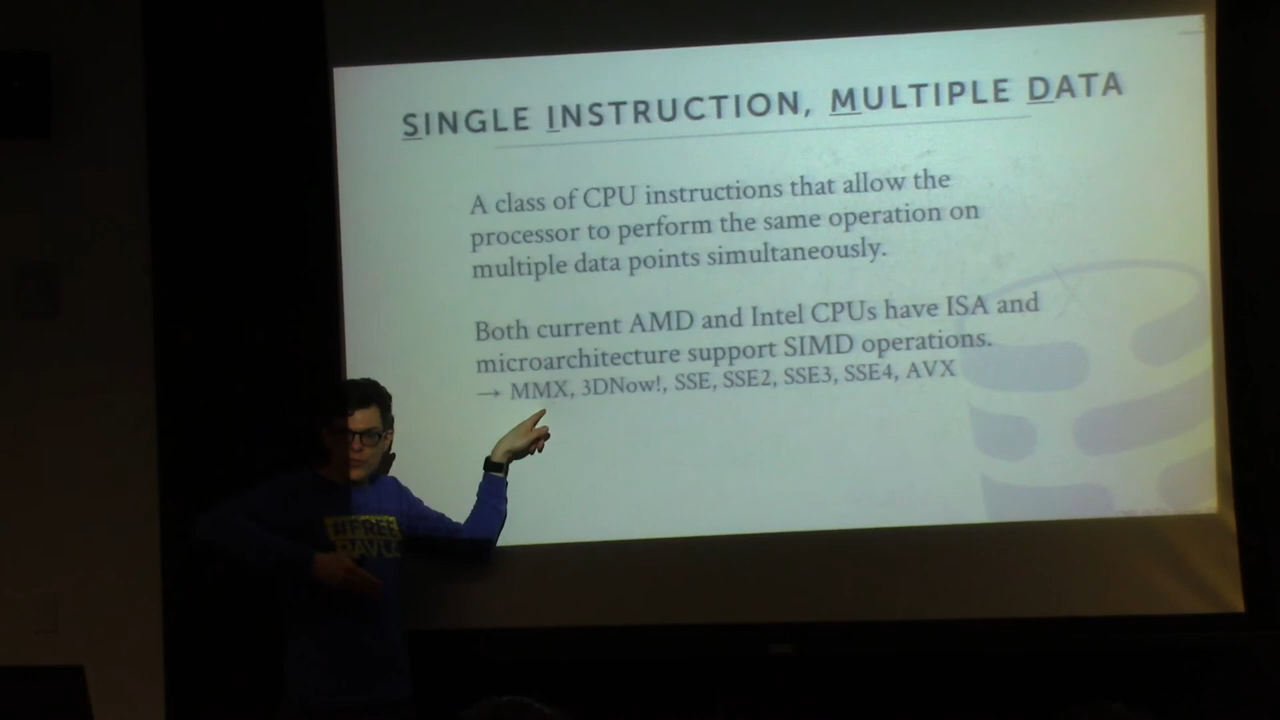 SINGLE INSTRUCTION, MULTIPLE DATA
A class of CPU instructions that allow the
processor to perform the same operation on
multiple data points simultaneously.
Both current AMD and Intel CPUs have ISA and
microarchitecture support SIMD operations.
→ MMX, 3DNow!, SSE, SSE2, SSE3, SSE4, AVX
#FREE